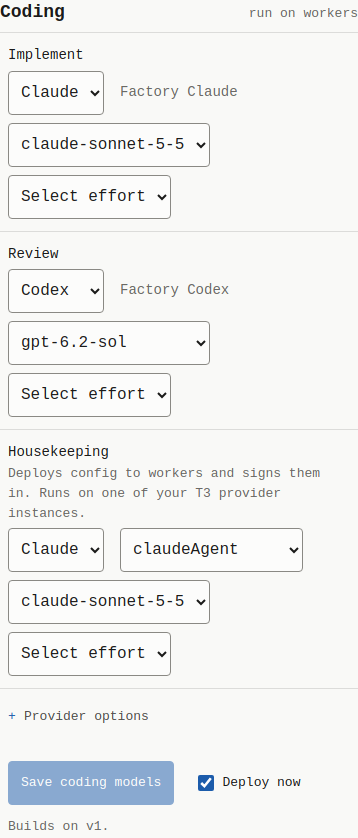 Coding run on workers
Implement
Claude Factory Claude
claude-sonnet-5-5
Select effort
Review
Codex Factory Codex
gpt-6.2-sol
Select effort
Housekeeping
Deploys config to workers and signs them
in. Runs on one of your T3 provider
instances.
Claude claudeAgent
claude-sonnet-5-5
Select effort
+ Provider options
Save coding models Deploy now
Builds on v1.